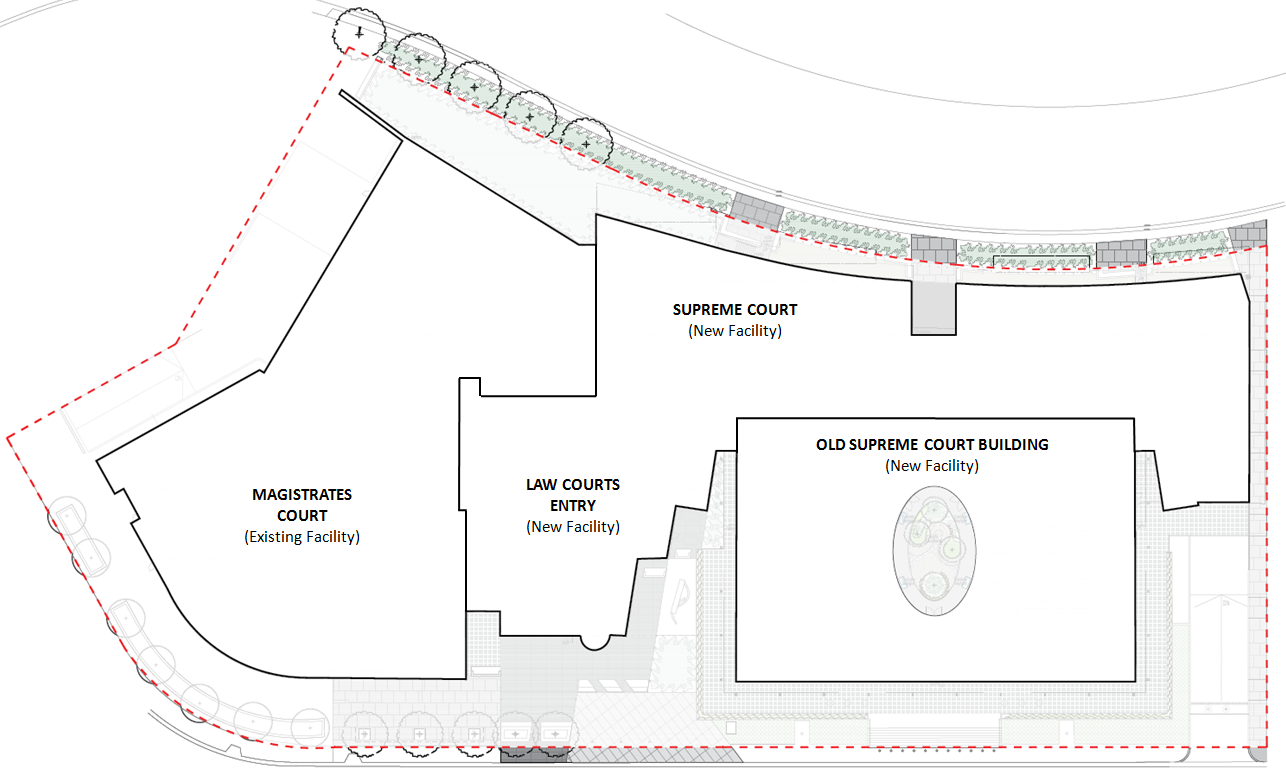 SUPREME COURT
(New Facility)
OLD SUPREME COURT BUILDING
(New Facility)
MAGISTRATES
COURT
(Existing Facility)
LAW COURTS
ENTRY
(New Facility)